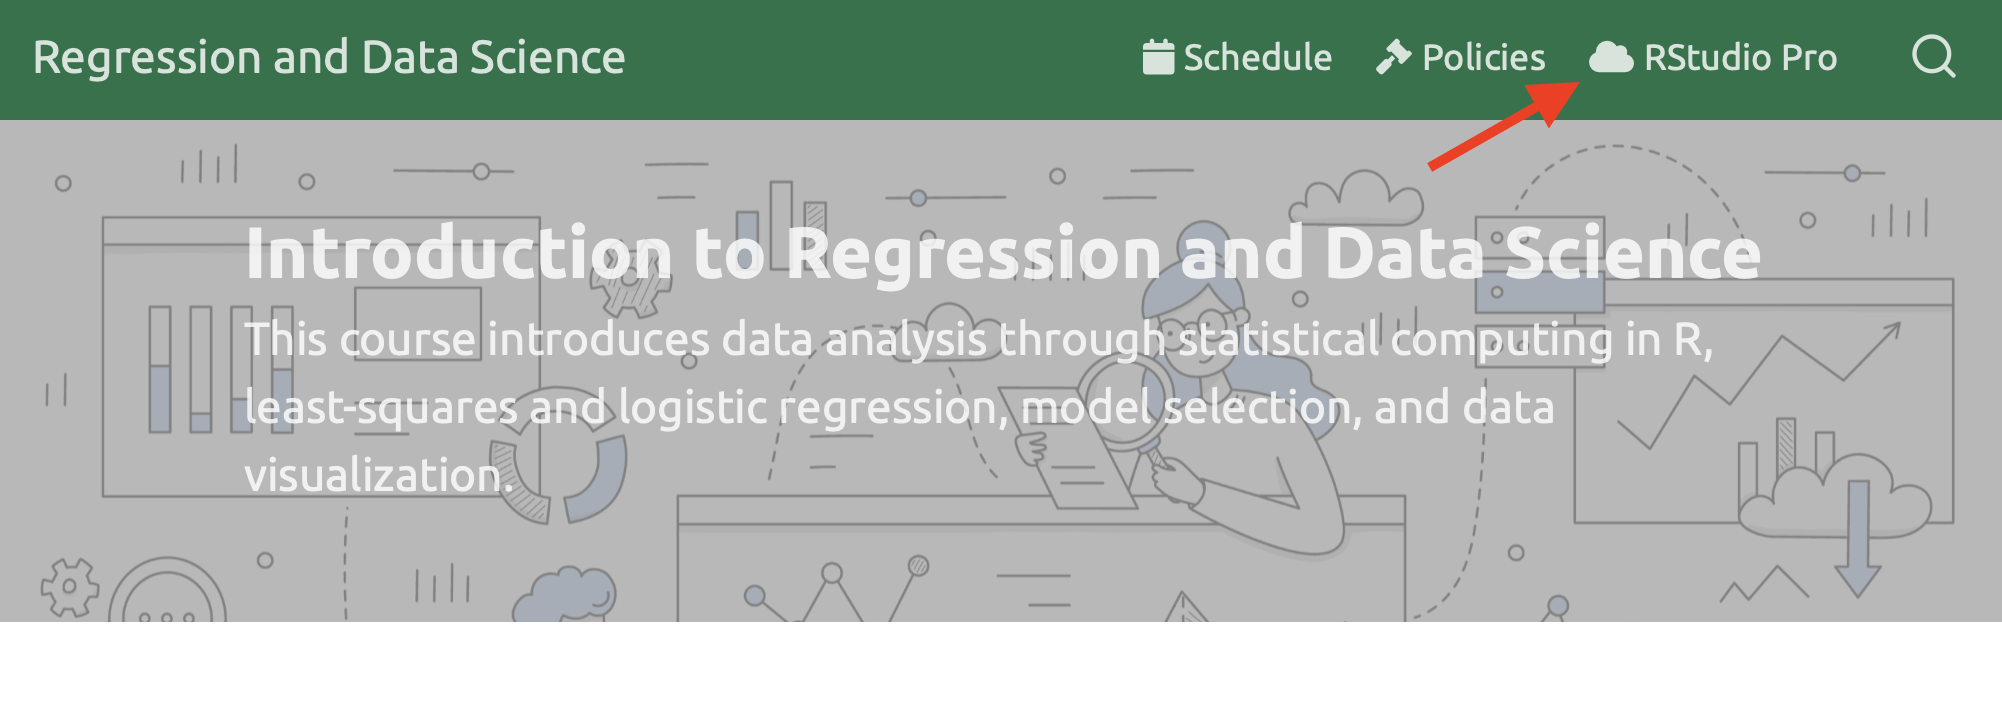 Regression and Data Science
Schedule
Policies
RStudio Pro
Introduction to Regression and Data Science
This course introduces data analysis through statistical computing in R,
least-squares and logistic regression, model selection, and data
visualization.